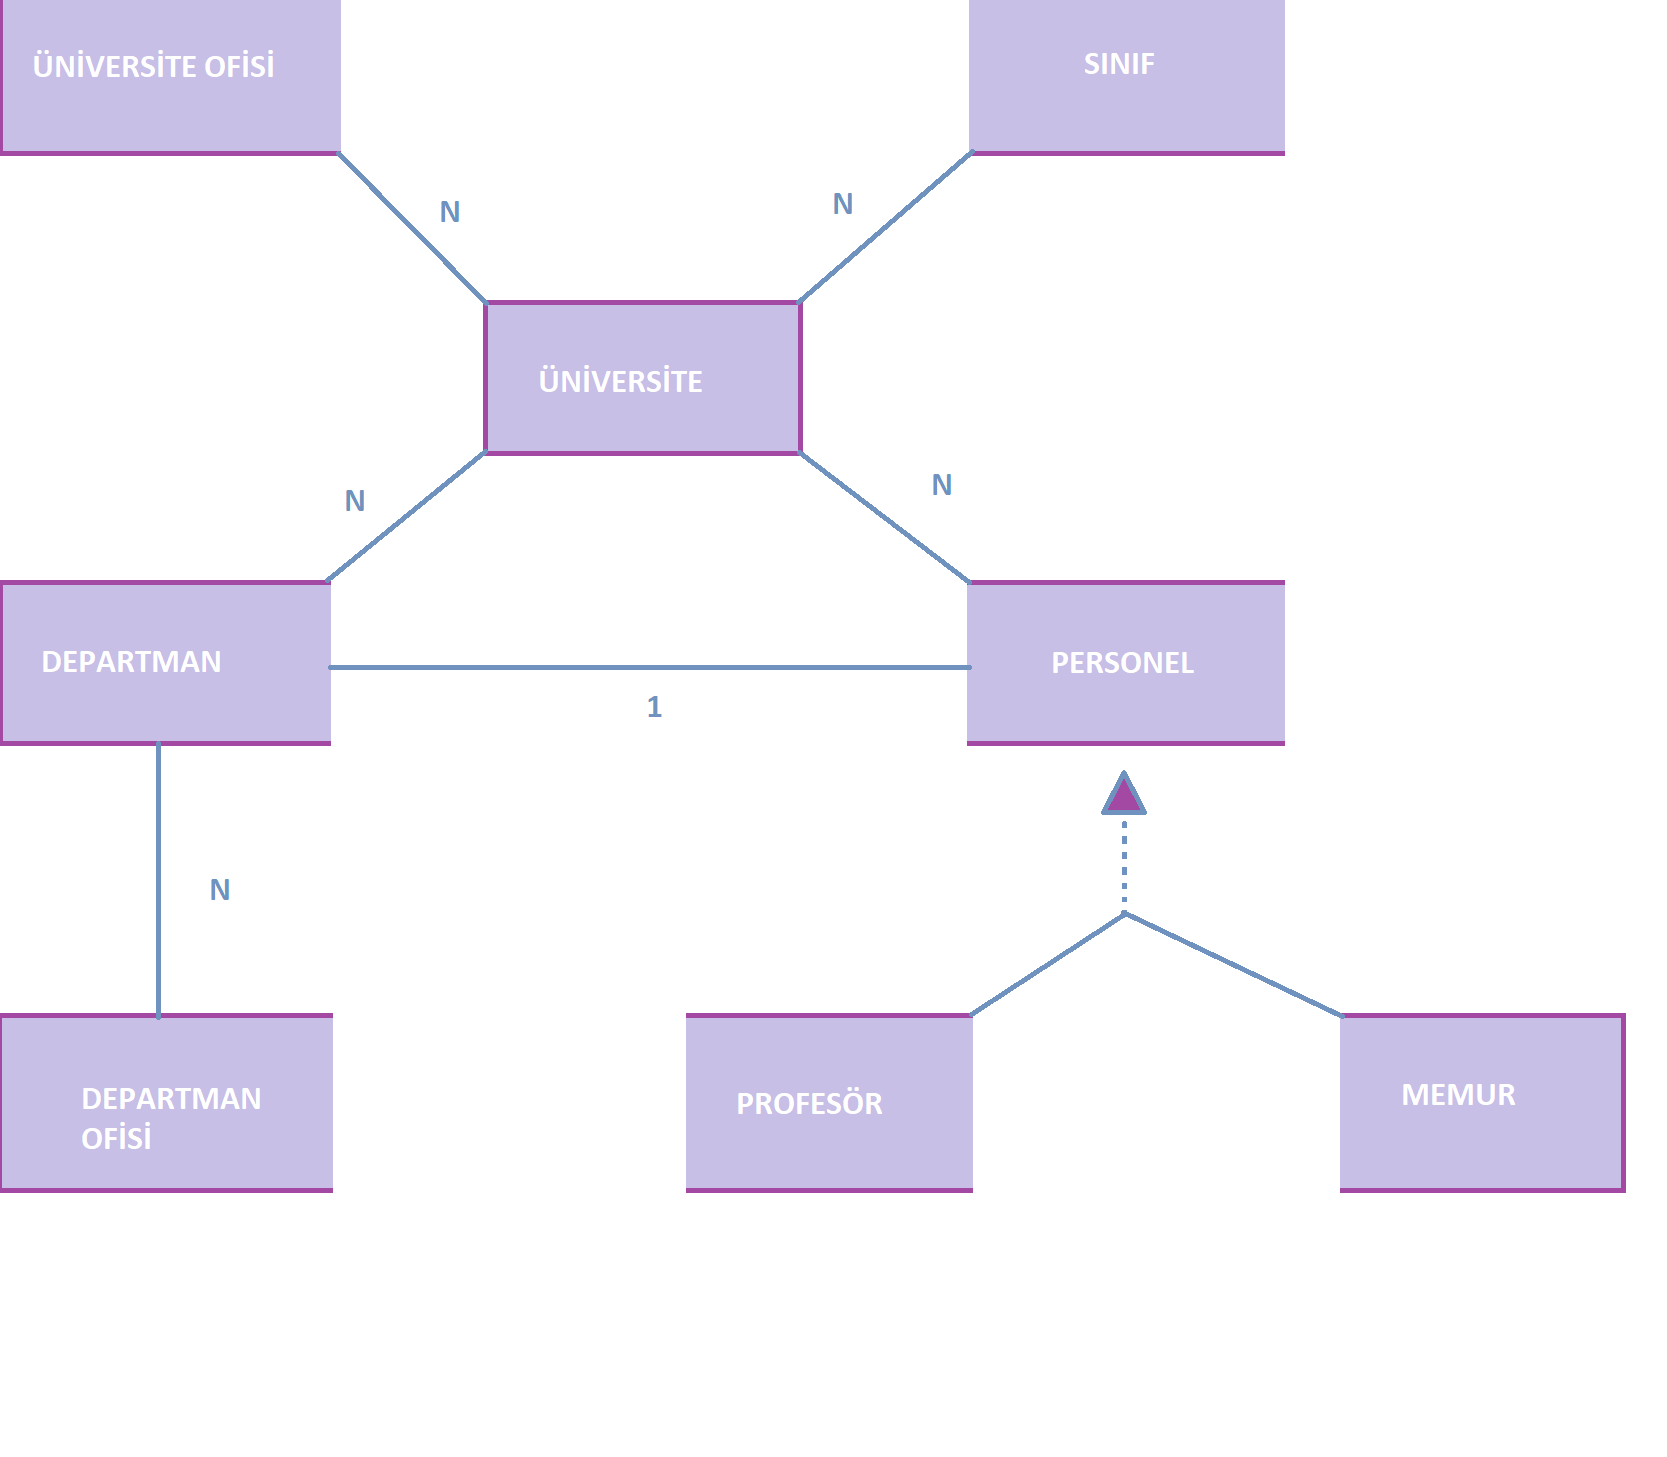 ÜNİVERSİTE OFİSİ
SINIF
N
N
ÜNİVERSİTE
N
N
DEPARTMAN
PERSONEL
1
N
DEPARTMAN
OFİSİ
PROFESÖR
MEMUR